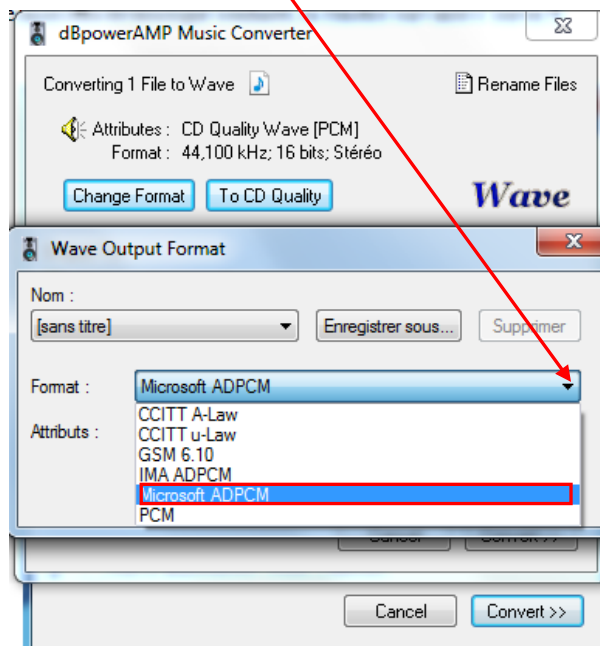 dBpowerAMP Music Converter
Converting 1 File to Wave Rename Files
Attributes : CD Quality Wave [PCM]
Format : 44,100 kHz; 16 bits; Stéréo
Change Format To CD Quality Wave
Wave Output Format
Nom :
[sans titre] Enregistrer sous... Supprimer
Format : Microsoft ADPCM
CCITT A-Law
Attributs : CCITT u-Law
GSM 6.10
IMA ADPCM
Microsoft ADPCM
PCM
Cancel Convert >>